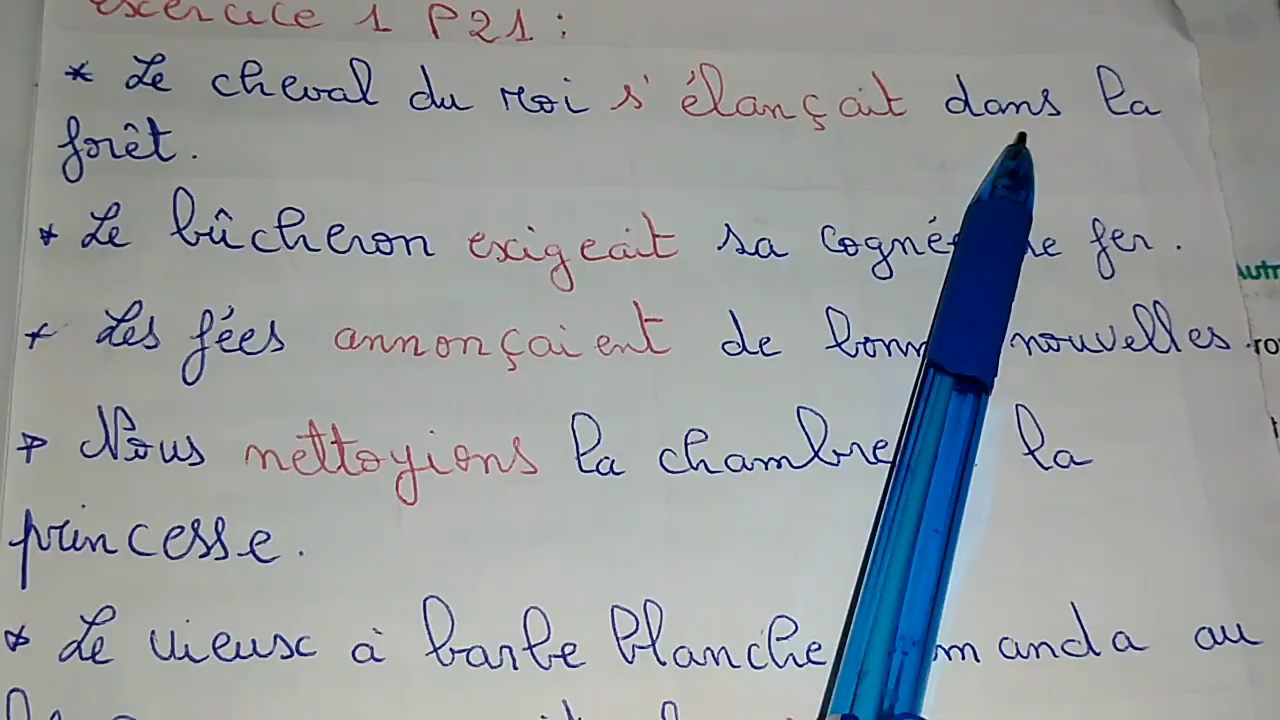 exercice 1 P21 :
* Le cheval du roi s'élançait dans la
forêt.
* Le bûcheron exigeait sa cognée fer.
* Les fées annonçaient de nouvelles.
* Nous nettoyions la chambre la
princesse.
* Le vieux à barbe blanche au